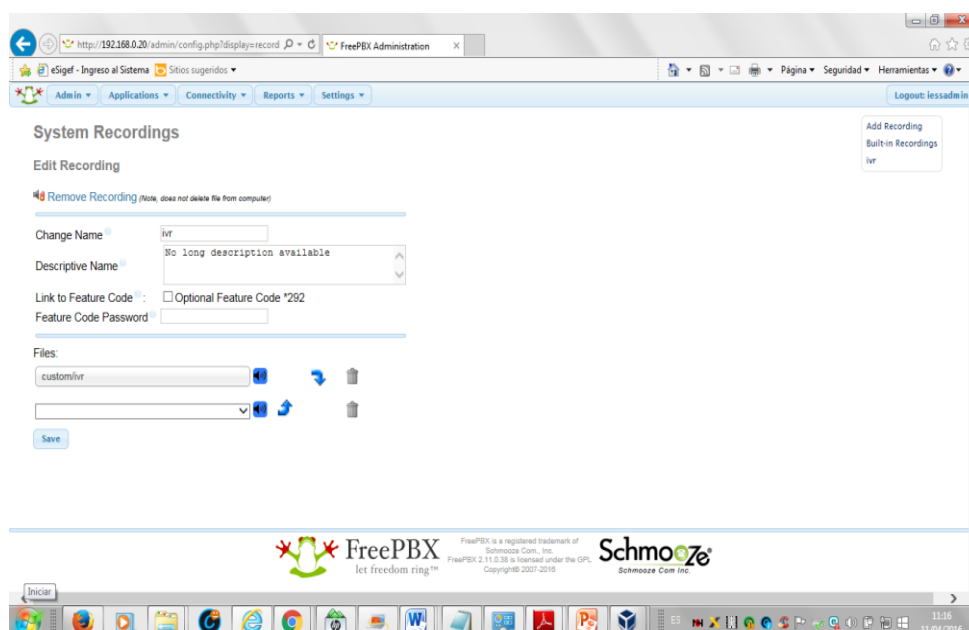 http://192.168.0.20/admin/config.php?display=record
FreePBX Administration
eSigef - Ingreso al Sistema
Sitios sugeridos
Página
Seguridad
Herramientas
Admin
Applications
Connectivity
Reports
Settings
Logout: iessadmin
System Recordings
Add Recording
Built-in Recordings
ivr
Edit Recording
Remove Recording (Note, does not delete file from computer)
Change Name
ivr
Descriptive Name
No long description available
Link to Feature Code :
Optional Feature Code *292
Feature Code Password
Files:
custom/ivr
Save
FreePBX
let freedom ring™
FreePBX is a registered trademark of
Schmooze Com., Inc.
FreePBX 2.11.0.38 is licensed under the GPL
Copyright© 2007-2016
Schmooze
Schmooze Com Inc.
Iniciar
ES
11:16
11/04/2016